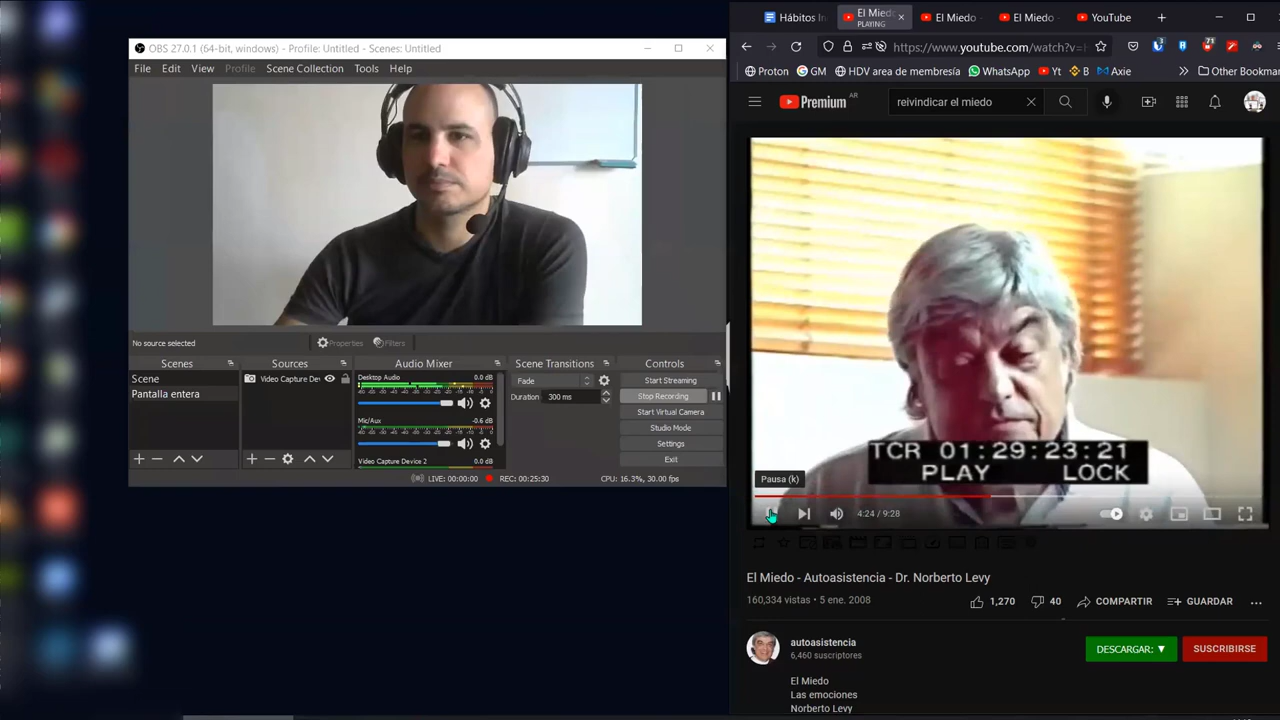 OBS 27.0.1 (64-bit, windows) - Profile: Untitled - Scenes: Untitled
File Edit View Profile Scene Collection Tools Help
No source selected
Properties Filters
Scenes Sources Audio Mixer Scene Transitions Controls
Scene
Pantalla entera
Video Capture Dev
Desktop Audio 0.0 dB
Mic/Aux -0.6 dB
Video Capture Device 2 0.0 dB
Fade
Duration 300 ms
Start Streaming
Stop Recording
Start Virtual Camera
Studio Mode
Settings
Exit
LIVE: 00:00:00 REC: 00:25:30 CPU: 16.3%, 30.00 fps
Hábitos In El Miedo El Miedo - El Miedo - YouTube
PLAYING
https://www.youtube.com/watch?v=
Proton GM HDV area de membresía WhatsApp Yt B Axie Other Bookmar
Premium AR reivindicar el miedo
TCR 01:29:23:21
PLAY LOCK
Pausa (k)
4:24 / 9:28
El Miedo - Autoasistencia - Dr. Norberto Levy
160,334 vistas • 5 ene. 2008
1,270 40 COMPARTIR GUARDAR
autoasistencia
6,460 suscriptores
DESCARGAR: ▼ SUSCRIBIRSE
El Miedo
Las emociones
Norberto Levy